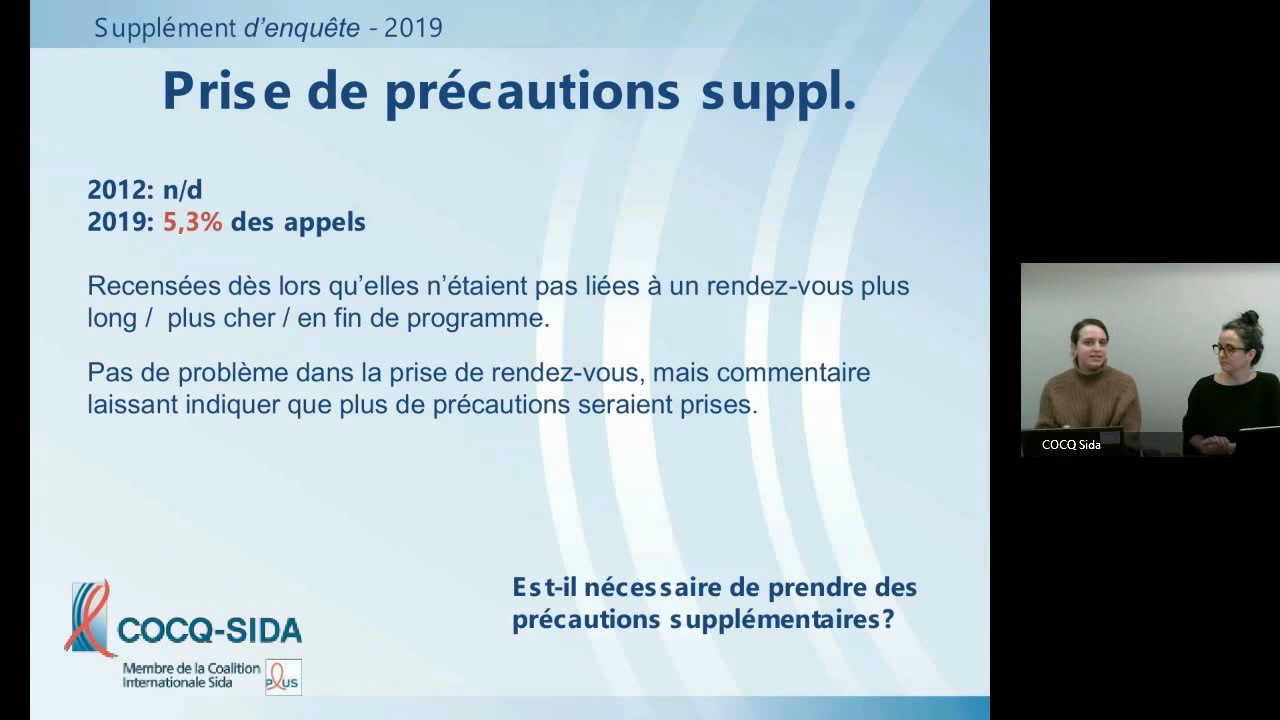 Supplément d’enquête - 2019
Prise de précautions suppl.
2012: n/d
2019: 5,3% des appels
Recensées dès lors qu’elles n’étaient pas liées à un rendez-vous plus
long / plus cher / en fin de programme.
Pas de problème dans la prise de rendez-vous, mais commentaire
laissant indiquer que plus de précautions seraient prises.
Est-il nécessaire de prendre des
précautions supplémentaires?
COCQ-SIDA
Membre de la Coalition
Internationale Sida
PLUS
COCQ Sida